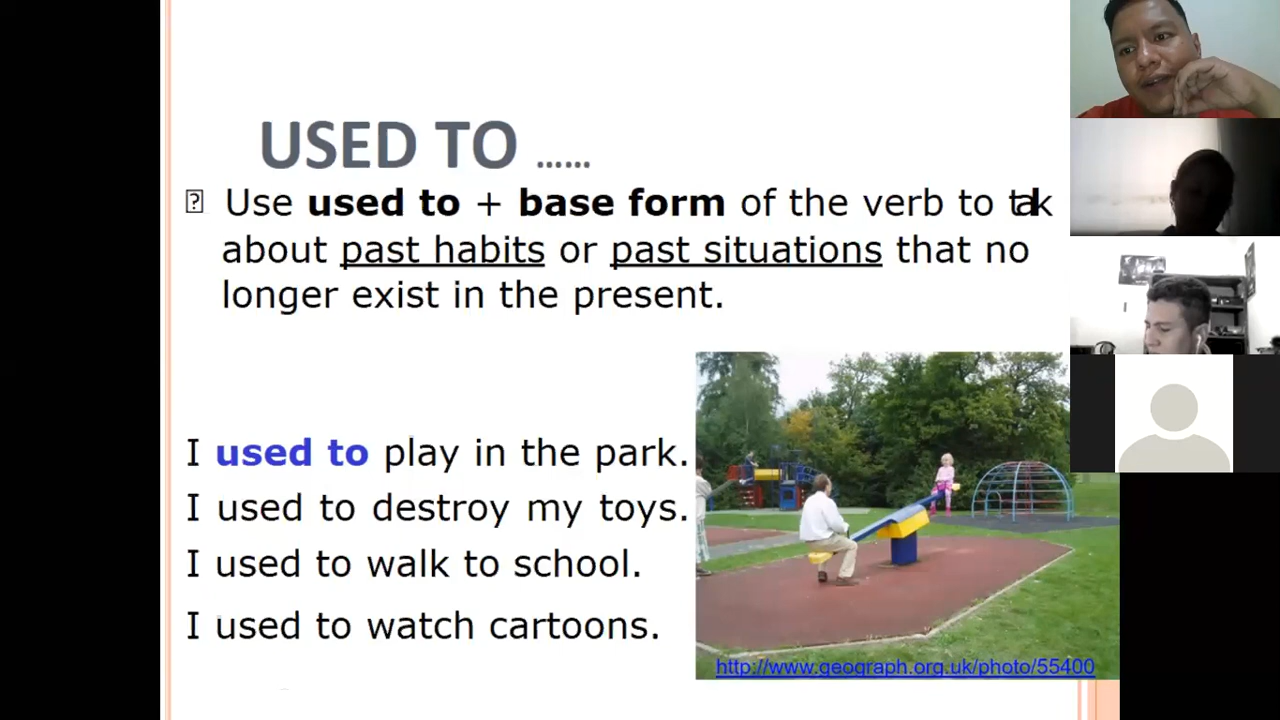 USED TO ......
Use used to + base form of the verb to talk
about past habits or past situations that no
longer exist in the present.
I used to play in the park.
I used to destroy my toys.
I used to walk to school.
I used to watch cartoons.
http://www.geograph.org.uk/photo/55400